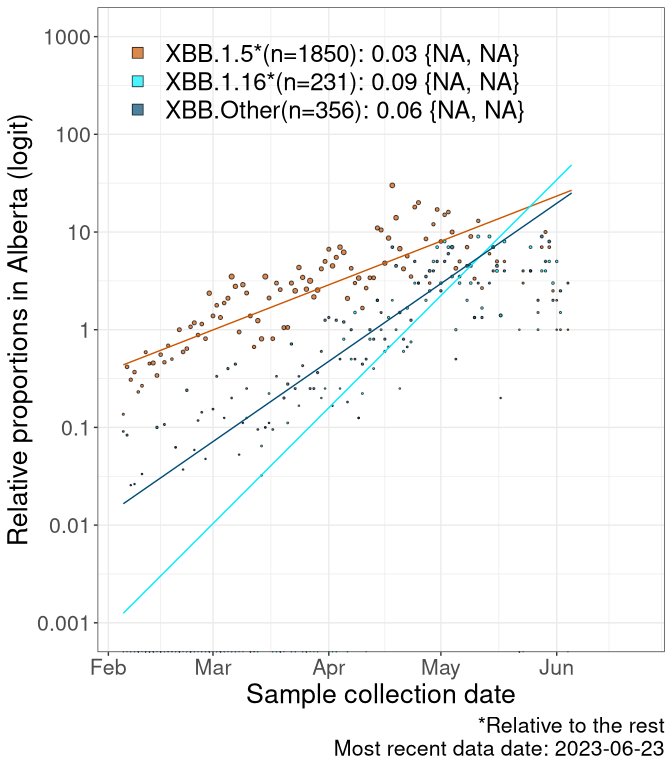 1000
100
10
1
0.1
0.01
0.001
Relative proportions in Alberta (logit)
XBB.1.5*(n=1850): 0.03 {NA, NA}
XBB.1.16*(n=231): 0.09 {NA, NA}
XBB.Other(n=356): 0.06 {NA, NA}
Feb Mar Apr May Jun
Sample collection date
*Relative to the rest
Most recent data date: 2023-06-23